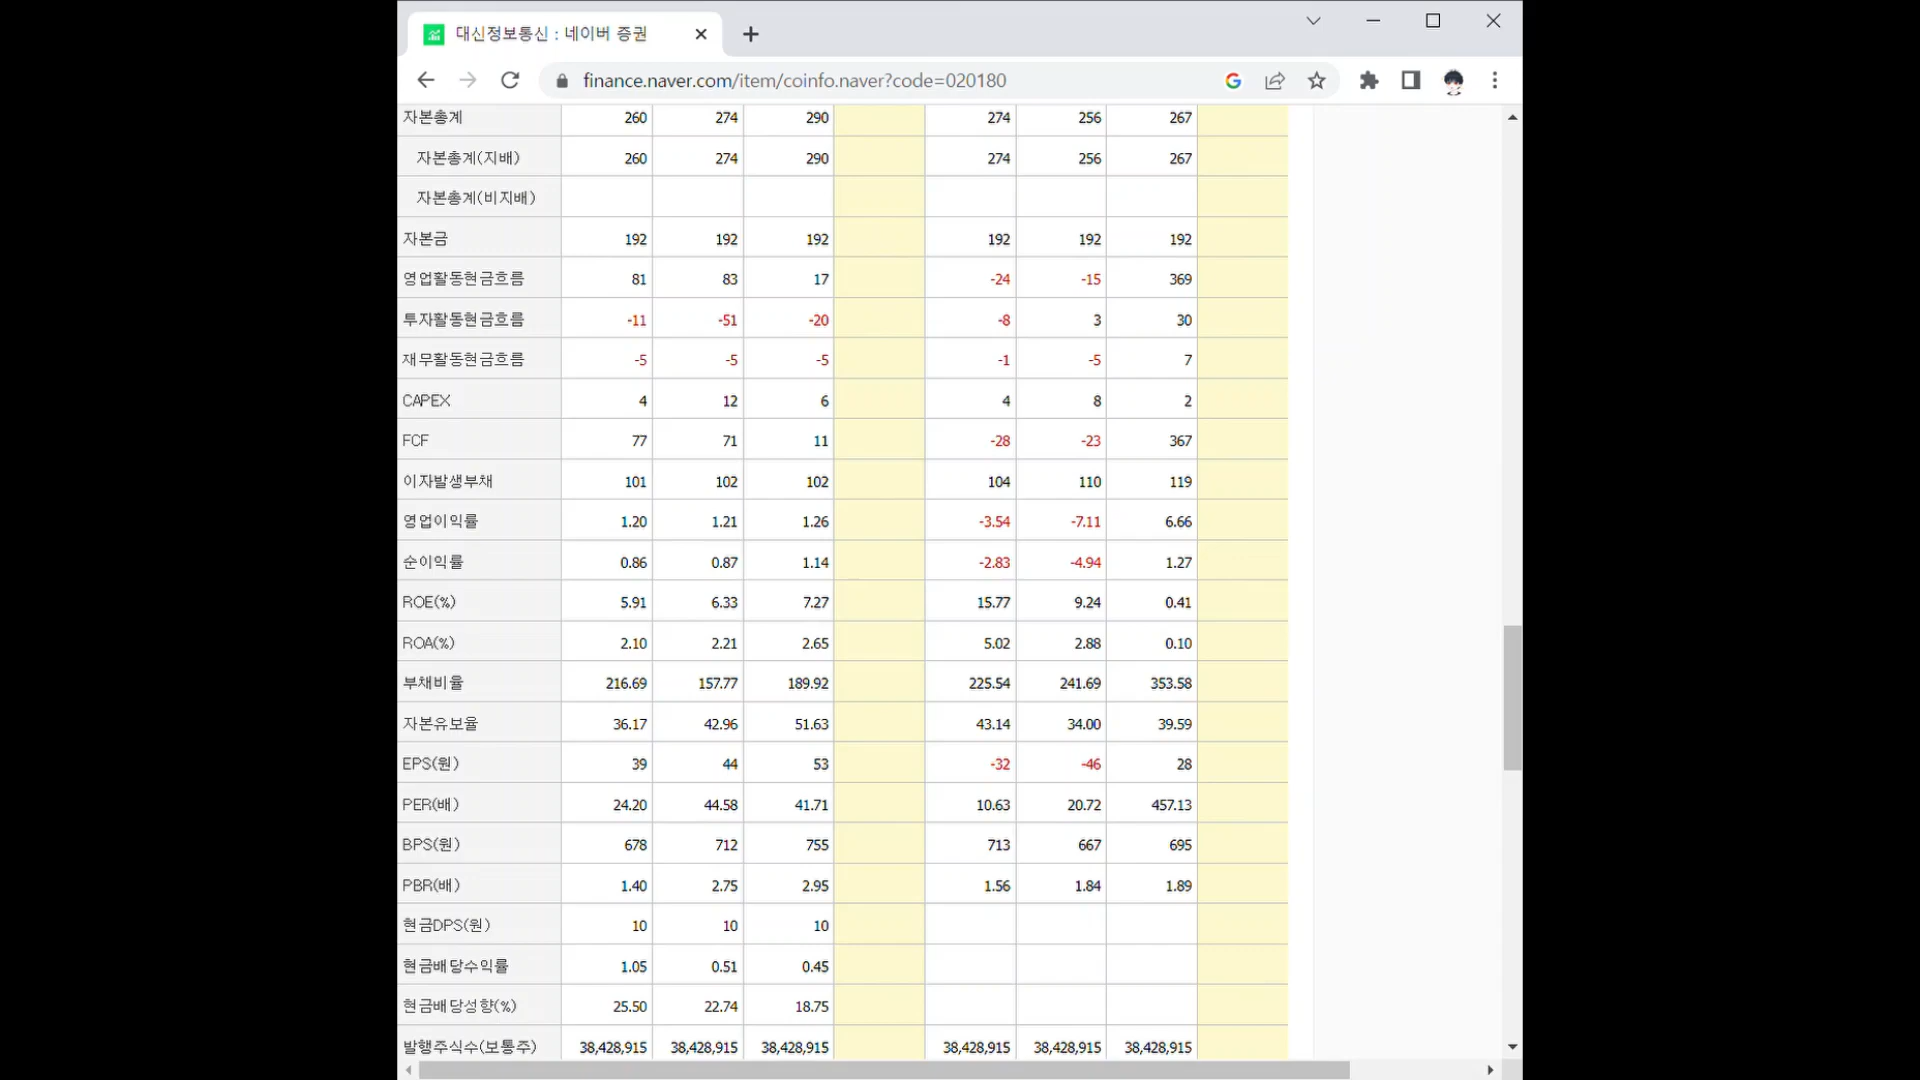 대신정보통신 : 네이버 증권
finance.naver.com/item/coinfo.naver?code=020180
자본총계 260 274 290 274 256 267
자본총계(지배) 260 274 290 274 256 267
자본총계(비지배)
자본금 192 192 192 192 192 192
영업활동현금흐름 81 83 17 -24 -15 369
투자활동현금흐름 -11 -51 -20 -8 3 30
재무활동현금흐름 -5 -5 -5 -1 -5 7
CAPEX 4 12 6 4 8 2
FCF 77 71 11 -28 -23 367
이자발생부채 101 102 102 104 110 119
영업이익률 1.20 1.21 1.26 -3.54 -7.11 6.66
순이익률 0.86 0.87 1.14 -2.83 -4.94 1.27
ROE(%) 5.91 6.33 7.27 15.77 9.24 0.41
ROA(%) 2.10 2.21 2.65 5.02 2.88 0.10
부채비율 216.69 157.77 189.92 225.54 241.69 353.58
자본유보율 36.17 42.96 51.63 43.14 34.00 39.59
EPS(원) 39 44 53 -32 -46 28
PER(배) 24.20 44.58 41.71 10.63 20.72 457.13
BPS(원) 678 712 755 713 667 695
PBR(배) 1.40 2.75 2.95 1.56 1.84 1.89
현금DPS(원) 10 10 10
현금배당수익률 1.05 0.51 0.45
현금배당성향(%) 25.50 22.74 18.75
발행주식수(보통주) 38,428,915 38,428,915 38,428,915 38,428,915 38,428,915 38,428,915